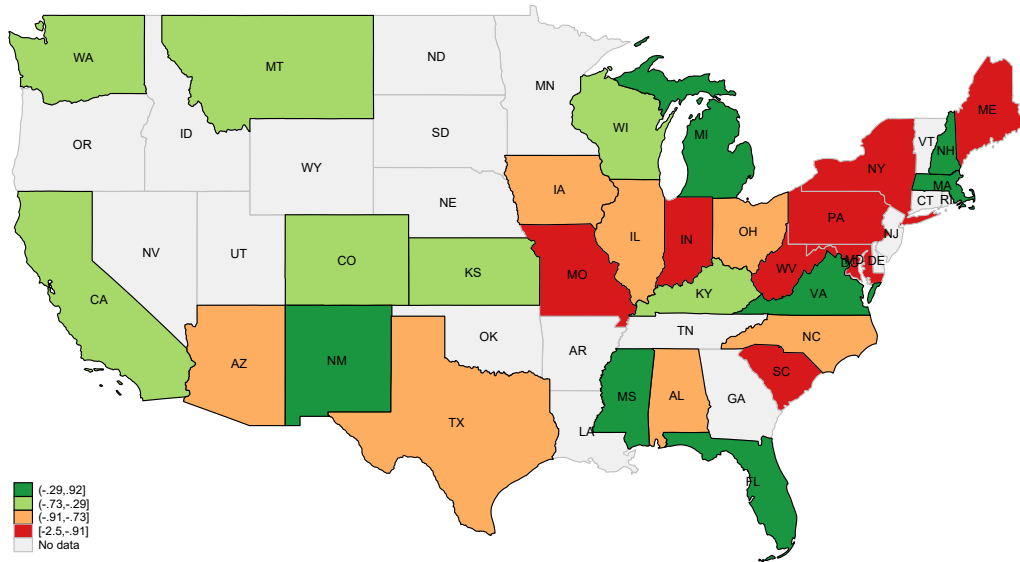 WA
MT
ND
MN
OR
ID
SD
WY
WI
MI
VT
NH
ME
NY
MA
CT
RI
NE
IA
PA
NJ
NV
UT
CO
KS
IL
IN
OH
MO
WV
DC
MD
DE
VA
CA
KY
AZ
NM
OK
AR
TN
NC
SC
TX
MS
AL
GA
LA
FL
(-.29,.92]
(-.73,-.29]
(-.91,-.73]
[-2.5,-.91]
No data